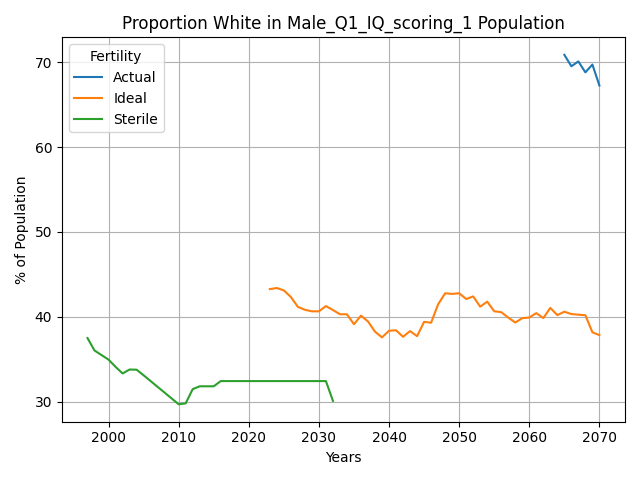 Proportion White in Male_Q1_IQ_scoring_1 Population
Fertility
Actual
Ideal
Sterile
% of Population
70
60
50
40
30
2000 2010 2020 2030 2040 2050 2060 2070
Years